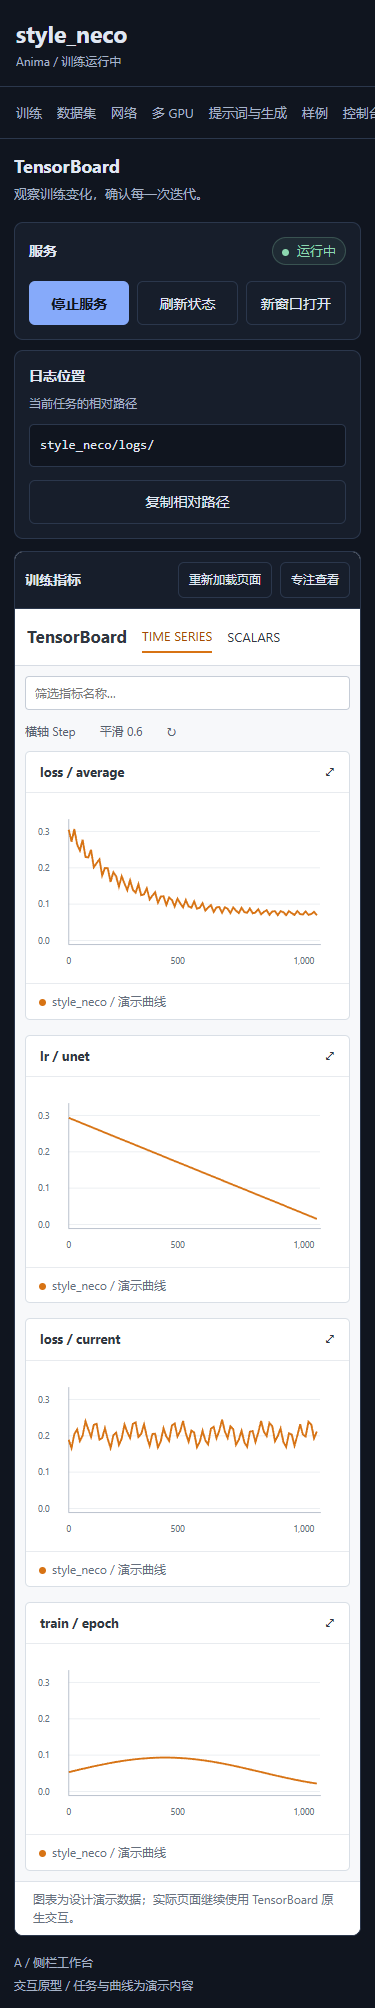 style_neco
Anima / 训练运行中
训练 数据集 网络 多 GPU 提示词与生成 样例 控制台
TensorBoard
观察训练变化，确认每一次迭代。
服务
运行中
停止服务 刷新状态 新窗口打开
日志位置
当前任务的相对路径
style_neco/logs/
复制相对路径
训练指标 重新加载页面 专注查看
TensorBoard TIME SERIES SCALARS
筛选指标名称...
横轴 Step 平滑 0.6 ↻
loss / average ⤢
0.3
0.2
0.1
0.0
0 500 1,000
style_neco / 演示曲线
lr / unet ⤢
0.3
0.2
0.1
0.0
0 500 1,000
style_neco / 演示曲线
loss / current ⤢
0.3
0.2
0.1
0.0
0 500 1,000
style_neco / 演示曲线
train / epoch ⤢
0.3
0.2
0.1
0.0
0 500 1,000
style_neco / 演示曲线
图表为设计演示数据；实际页面继续使用 TensorBoard 原
生交互。
A / 侧栏工作台
交互原型 / 任务与曲线为演示内容